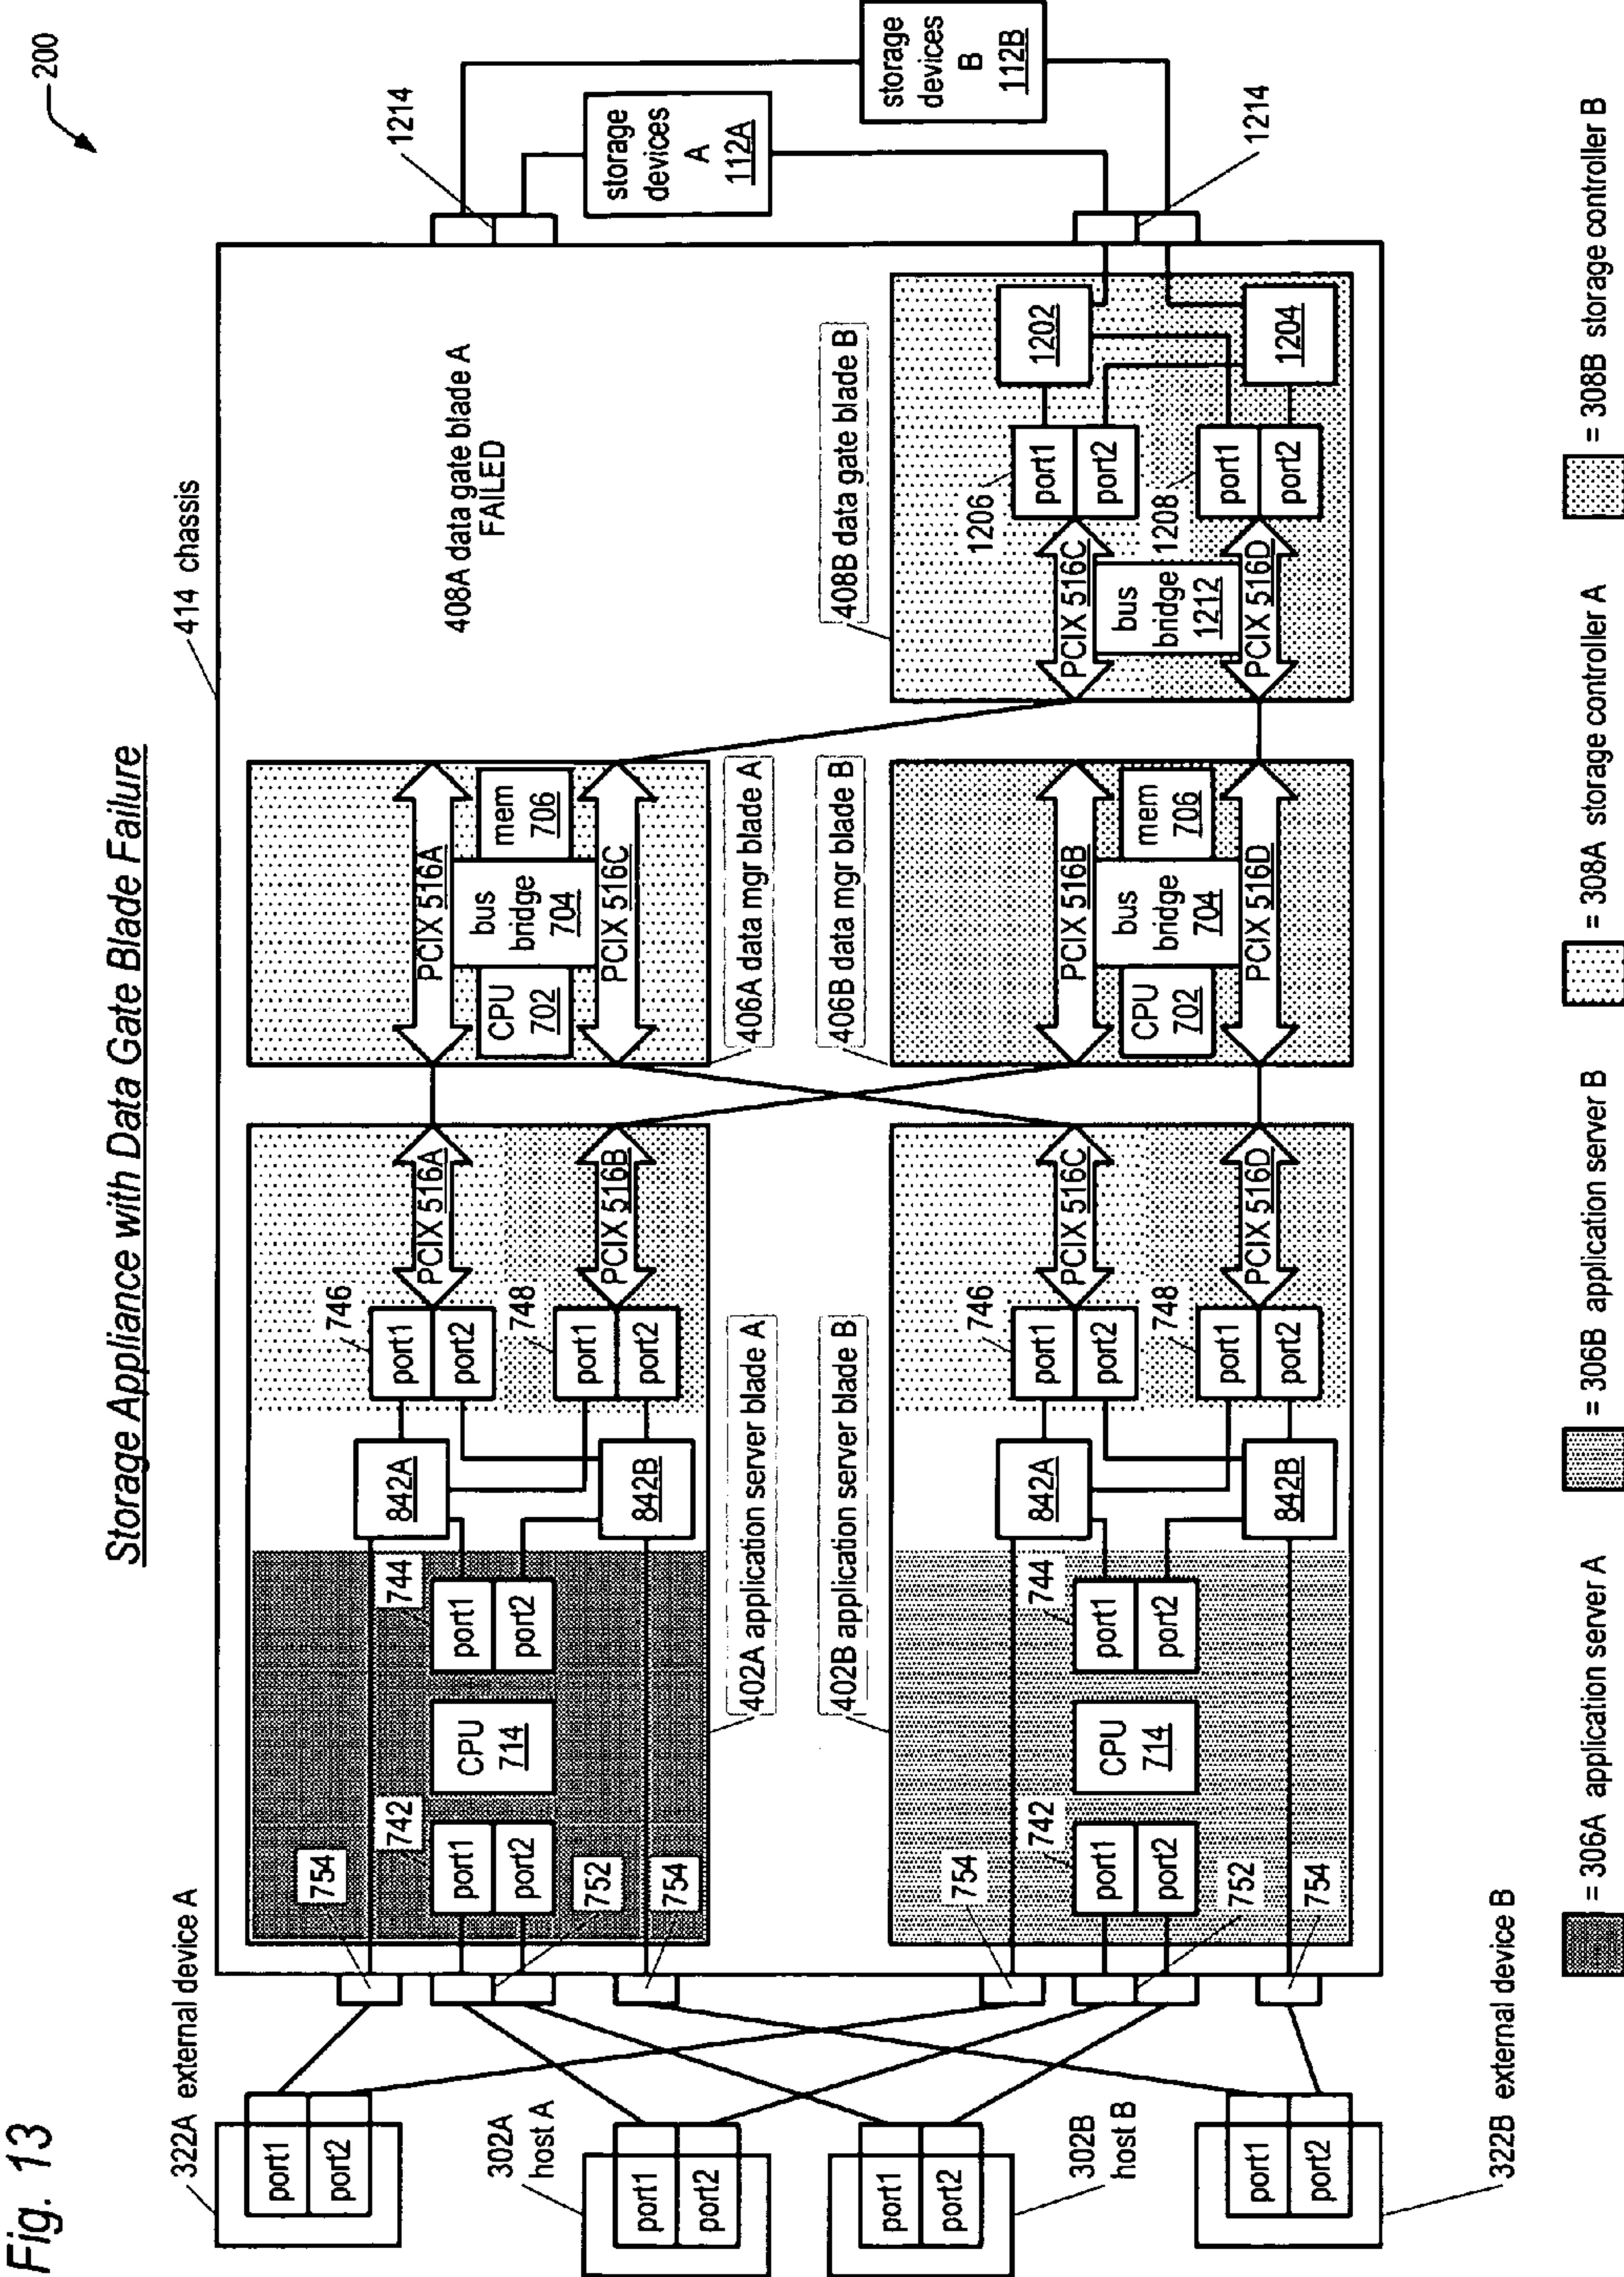 Fig. 13
Storage Appliance with Data Gate Blade Failure
200
322A external device A
port1
port2
302A
host A
port1
port2
port1
port2
302B
host B
port1
port2
322B external device B
414 chassis
754
742
port1
port2
752
754
CPU
714
744
port1
port2
842A
842B
746
port1
port2
748
port1
port2
PCIX 516A
PCIX 516B
402A application server blade A
402B application server blade B
754
742
port1
port2
752
754
CPU
714
744
port1
port2
842A
842B
746
port1
port2
748
port1
port2
PCIX 516C
PCIX 516D
PCIX 516A
CPU
702
bus
bridge
704
mem
706
PCIX 516C
406A data mgr blade A
406B data mgr blade B
PCIX 516B
CPU
702
bus
bridge
704
mem
706
PCIX 516D
408A data gate blade A
FAILED
408B data gate blade B
PCIX 516C
bus
bridge
1212
PCIX 516D
1206
port1
port2
1208
port1
port2
1202
1204
1214
1214
storage
devices
A
112A
storage
devices
B
112B
= 306A application server A
= 306B application server B
= 308A storage controller A
= 308B storage controller B